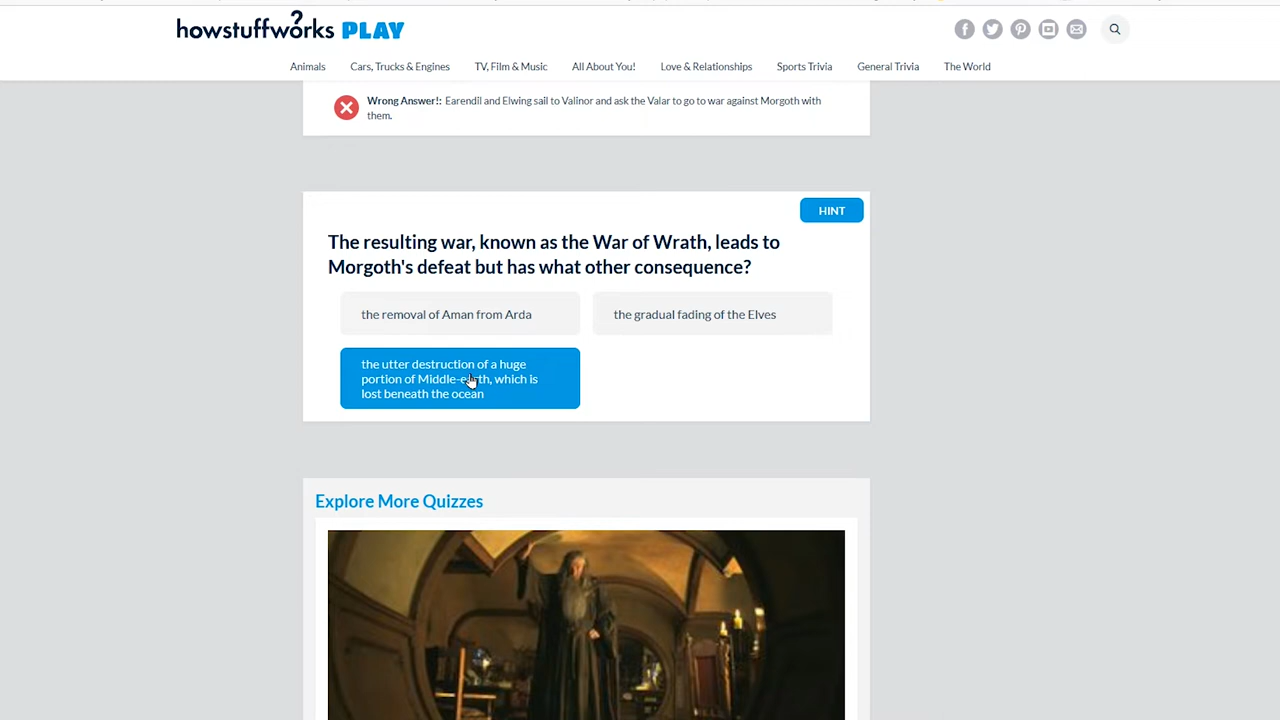 howstuffworks PLAY
Animals Cars, Trucks & Engines TV, Film & Music All About You! Love & Relationships Sports Trivia General Trivia The World
Wrong Answer!: Earendil and Elwing sail to Valinor and ask the Valar to go to war against Morgoth with
them.
HINT
The resulting war, known as the War of Wrath, leads to
Morgoth's defeat but has what other consequence?
the removal of Aman from Arda
the gradual fading of the Elves
the utter destruction of a huge
portion of Middle-earth, which is
lost beneath the ocean
Explore More Quizzes